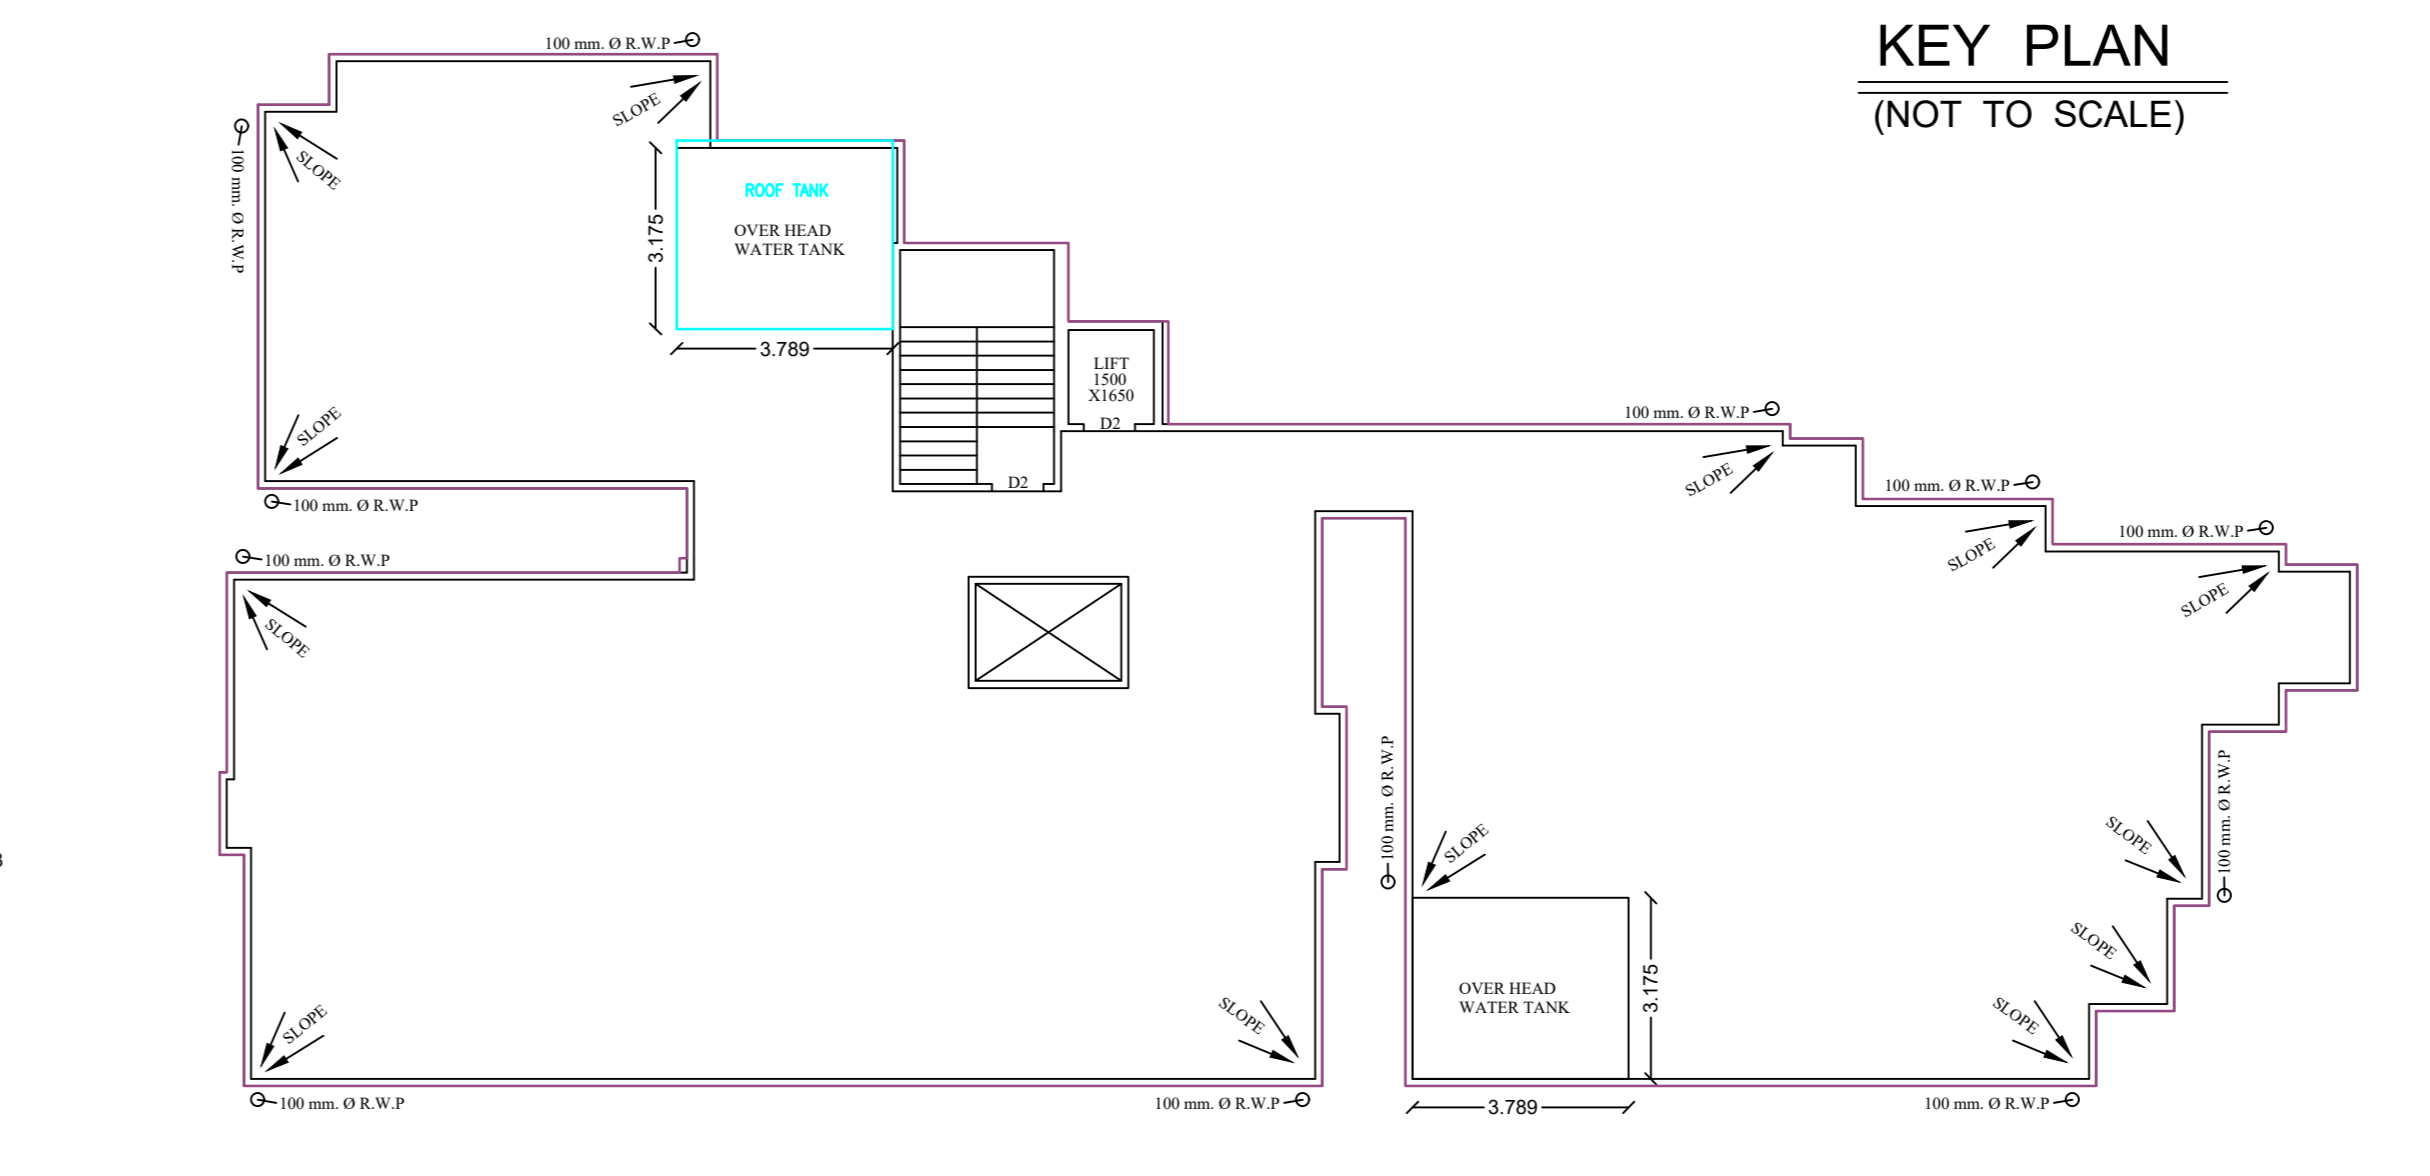 KEY PLAN
(NOT TO SCALE)
100 mm. Ø R.W.P
SLOPE
100 mm. Ø R.W.P
SLOPE
ROOF TANK
OVER HEAD
WATER TANK
3.175
3.789
LIFT
1500
X1650
D2
D2
SLOPE
100 mm. Ø R.W.P
100 mm. Ø R.W.P
SLOPE
100 mm. Ø R.W.P
SLOPE
100 mm. Ø R.W.P
SLOPE
100 mm. Ø R.W.P
SLOPE
100 mm. Ø R.W.P
SLOPE
100 mm. Ø R.W.P
SLOPE
SLOPE
OVER HEAD
WATER TANK
3.175
3.789
SLOPE
SLOPE
SLOPE
100 mm. Ø R.W.P
100 mm. Ø R.W.P
100 mm. Ø R.W.P